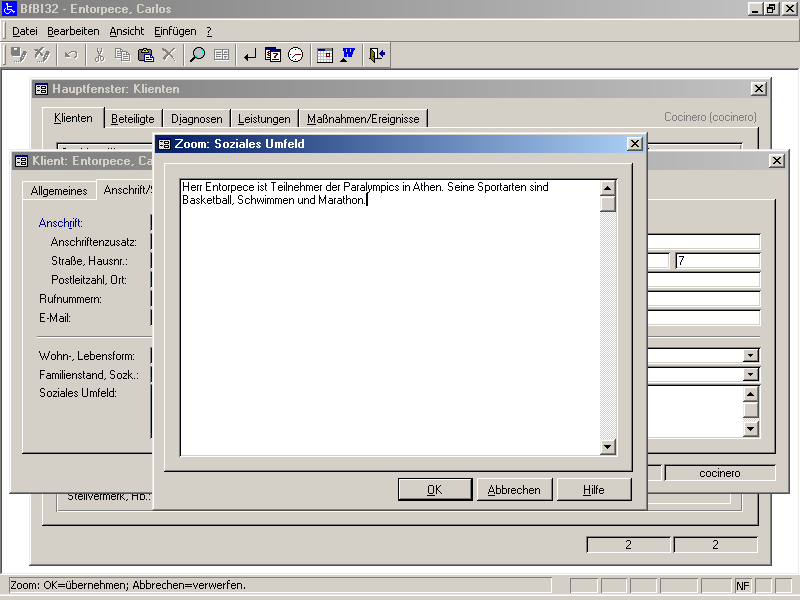 BfBI32 - Entorpece, Carlos
Datei Bearbeiten Ansicht Einfügen ?
Hauptfenster: Klienten
Klienten Beteiligte Diagnosen Leistungen Maßnahmen/Ereignisse Cocinero (cocinero)
Klient: Entorpece, Ca
Allgemeines Anschrift/
Anschrift:
Anschriftenzusatz:
Straße, Hausnr.: 7
Postleitzahl, Ort:
Rufnummern:
E-Mail:
Wohn-, Lebensform:
Familienstand, Sozk.:
Soziales Umfeld:
Zoom: Soziales Umfeld
Herr Entorpece ist Teilnehmer der Paralympics in Athen. Seine Sportarten sind
Basketball, Schwimmen und Marathon.
OK Abbrechen Hilfe
cocinero
Stellvermerk, Hb.:
2 2
Zoom: OK=übernehmen; Abbrechen=verwerfen. NF